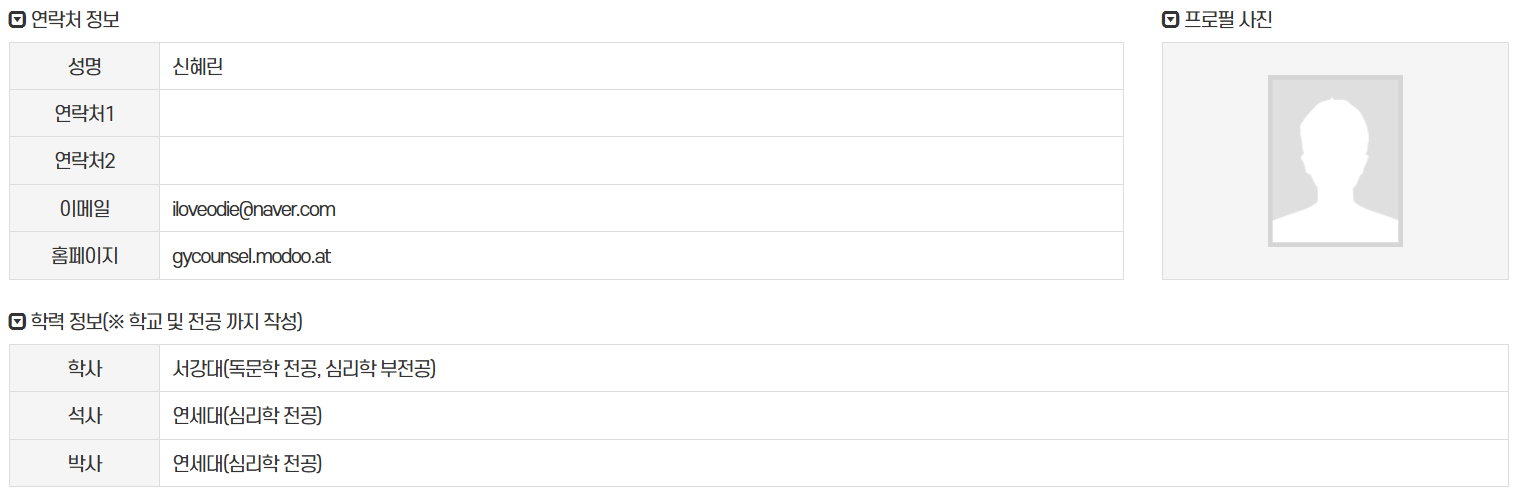 연락처 정보
프로필 사진
성명 신혜린
연락처1
연락처2
이메일 iloveodie@naver.com
홈페이지 gycounsel.modoo.at
학력 정보(※ 학교 및 전공 까지 작성)
학사 서강대(독문학 전공, 심리학 부전공)
석사 연세대(심리학 전공)
박사 연세대(심리학 전공)